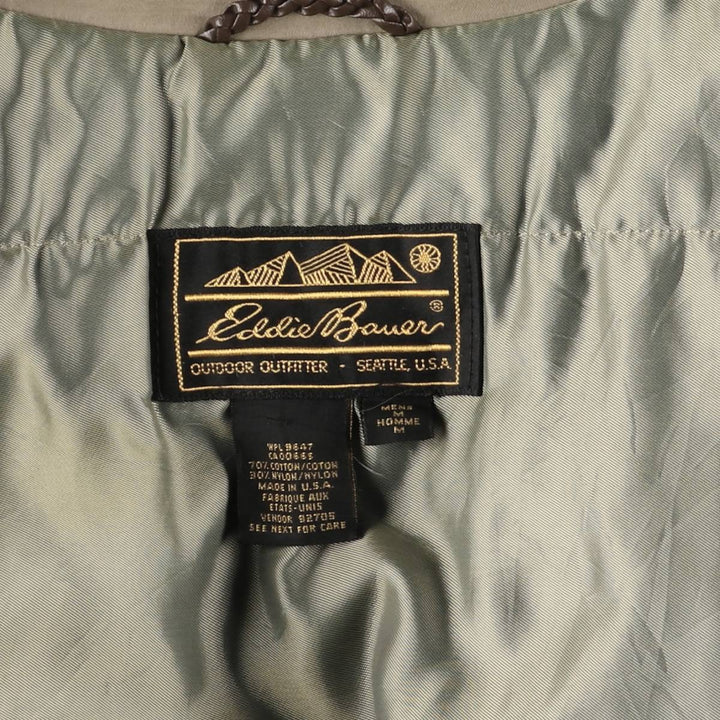 Eddie Bauer®
OUTDOOR OUTFITTER - SEATTLE, U.S.A.
MENS
M
HOMME
M
WPL 9647
CA00665
70% COTTON/COTON
30% NYLON/NYLON
MADE IN U.S.A.
FABRIQUE AUX
ETATS-UNIS
VENDOR 92705
SEE NEXT FOR CARE